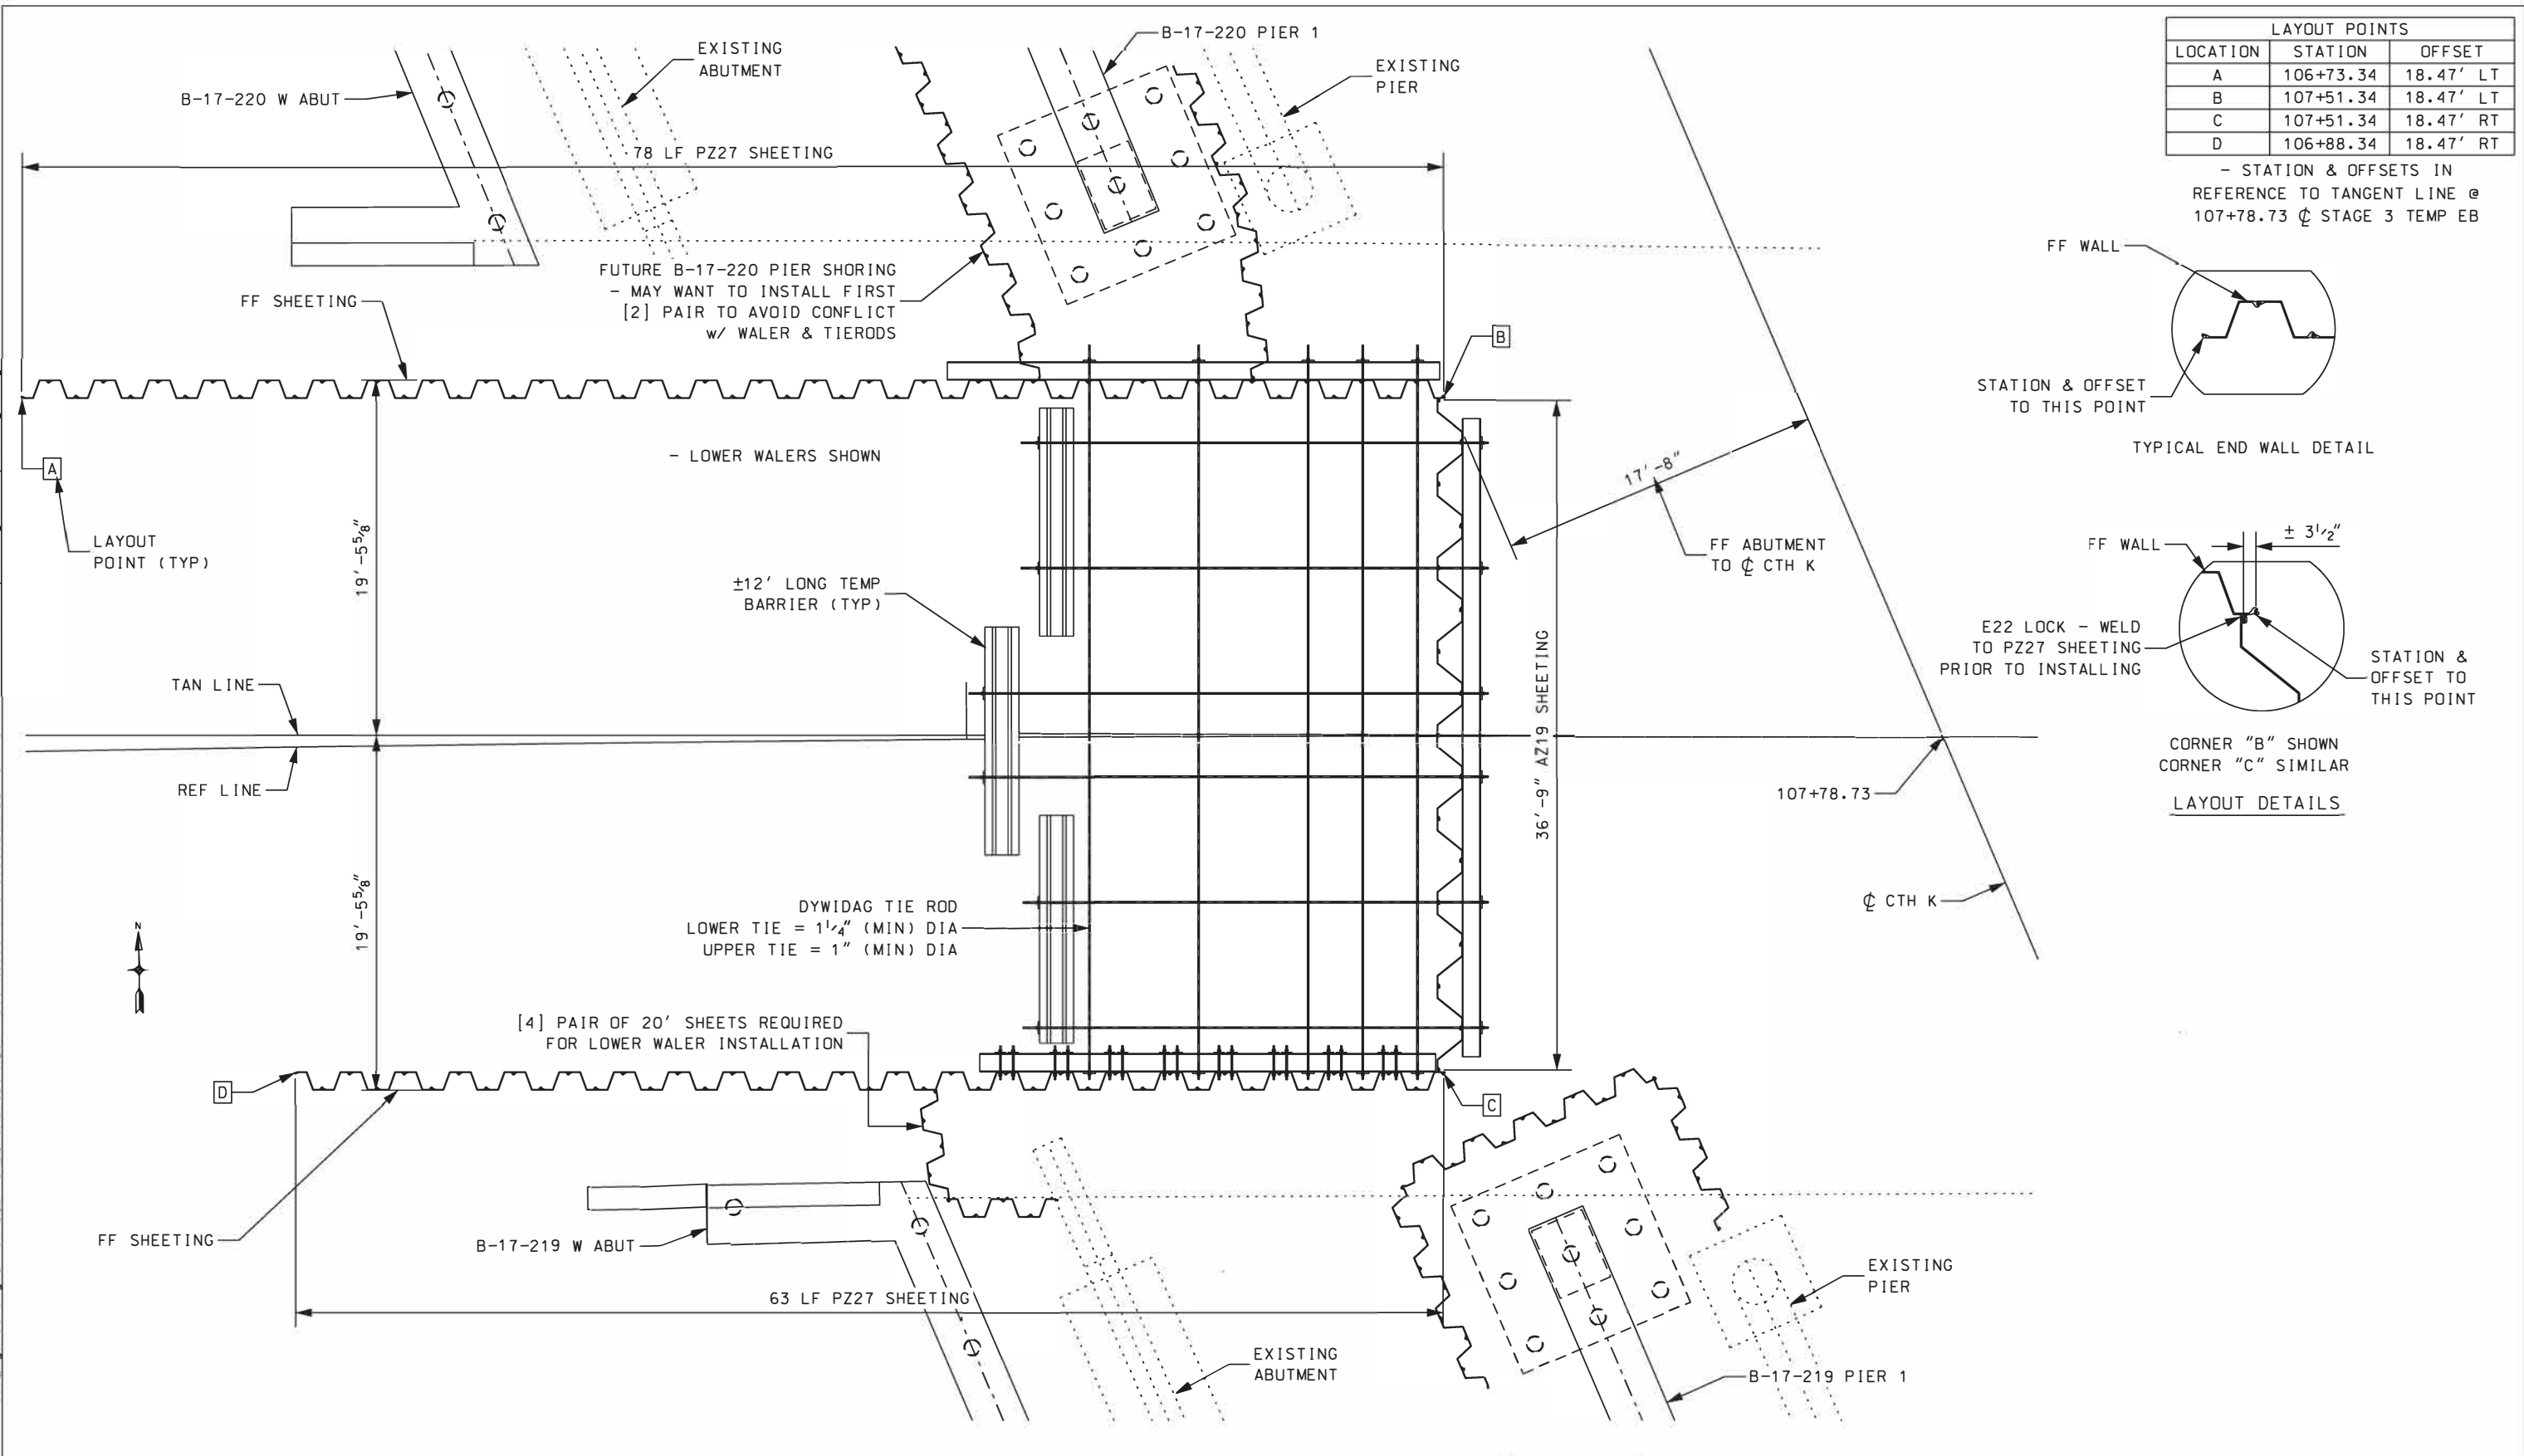 LAYOUT POINTS
LOCATION STATION OFFSET
A 106+73.34 18.47' LT
B 107+51.34 18.47' LT
C 107+51.34 18.47' RT
D 106+88.34 18.47' RT
- STATION & OFFSETS IN
REFERENCE TO TANGENT LINE @
107+78.73 ℄ STAGE 3 TEMP EB
B-17-220 PIER 1
EXISTING
ABUTMENT
EXISTING
PIER
B-17-220 W ABUT
78 LF PZ27 SHEETING
FUTURE B-17-220 PIER SHORING
- MAY WANT TO INSTALL FIRST
[2] PAIR TO AVOID CONFLICT
w/ WALER & TIERODS
FF SHEETING
B
A
- LOWER WALERS SHOWN
LAYOUT
POINT (TYP)
19'-5 5/8"
17'-8"
FF ABUTMENT
TO ℄ CTH K
±12' LONG TEMP
BARRIER (TYP)
36'-9" AZ19 SHEETING
TAN LINE
REF LINE
107+78.73
℄ CTH K
19'-5 5/8"
DYWIDAG TIE ROD
LOWER TIE = 1 1/4" (MIN) DIA
UPPER TIE = 1" (MIN) DIA
N
[4] PAIR OF 20' SHEETS REQUIRED
FOR LOWER WALER INSTALLATION
D
C
FF SHEETING
B-17-219 W ABUT
63 LF PZ27 SHEETING
EXISTING
ABUTMENT
EXISTING
PIER
B-17-219 PIER 1
FF WALL
STATION & OFFSET
TO THIS POINT
TYPICAL END WALL DETAIL
± 3 1/2"
FF WALL
E22 LOCK - WELD
TO PZ27 SHEETING
PRIOR TO INSTALLING
STATION &
OFFSET TO
THIS POINT
CORNER "B" SHOWN
CORNER "C" SIMILAR
LAYOUT DETAILS